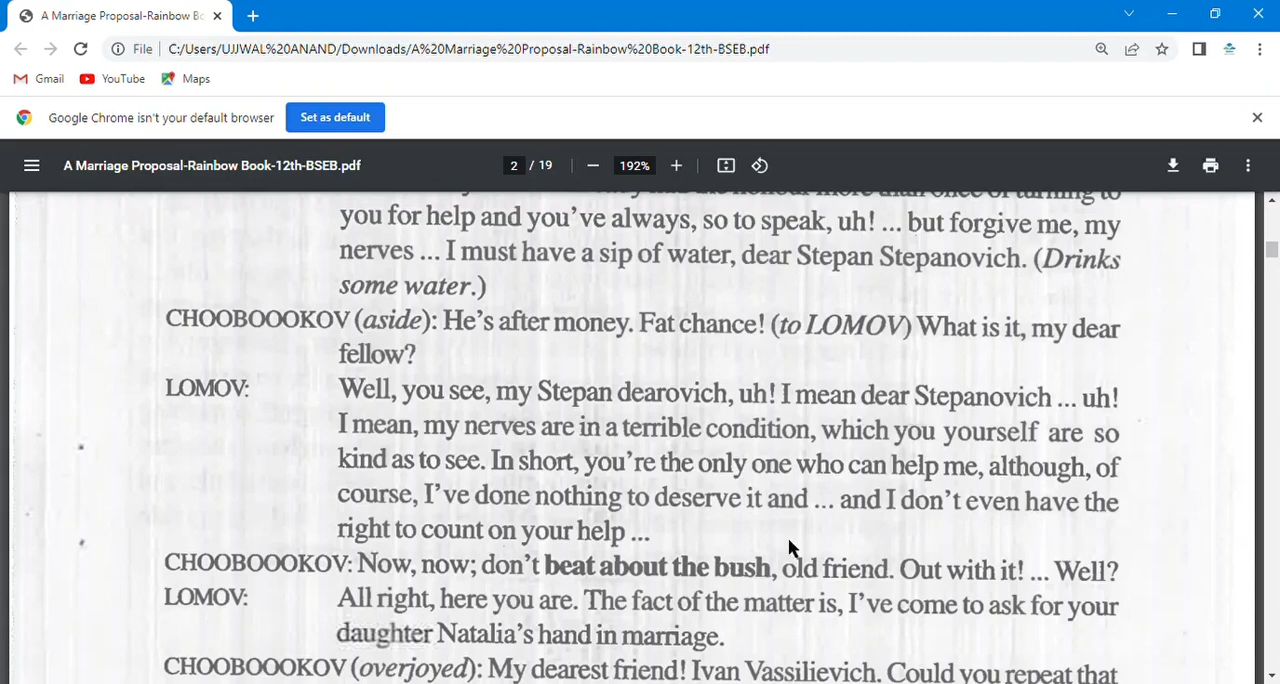 A Marriage Proposal-Rainbow Bo
File C:/Users/UJJWAL%20ANAND/Downloads/A%20Marriage%20Proposal-Rainbow%20Book-12th-BSEB.pdf
Gmail YouTube Maps
Google Chrome isn't your default browser Set as default
A Marriage Proposal-Rainbow Book-12th-BSEB.pdf 2 / 19 192%
the honour more than once of turning to
you for help and you've always, so to speak, uh! ... but forgive me, my
nerves ... I must have a sip of water, dear Stepan Stepanovich. (Drinks
some water.)
CHOOBOOOKOV (aside): He's after money. Fat chance! (to LOMOV) What is it, my dear
fellow?
LOMOV: Well, you see, my Stepan dearovich, uh! I mean dear Stepanovich ... uh!
I mean, my nerves are in a terrible condition, which you yourself are so
kind as to see. In short, you're the only one who can help me, although, of
course, I've done nothing to deserve it and ... and I don't even have the
right to count on your help ...
CHOOBOOOKOV: Now, now; don't beat about the bush, old friend. Out with it! ... Well?
LOMOV: All right, here you are. The fact of the matter is, I've come to ask for your
daughter Natalia's hand in marriage.
CHOOBOOOKOV (overjoyed): My dearest friend! Ivan Vassilievich. Could you repeat that